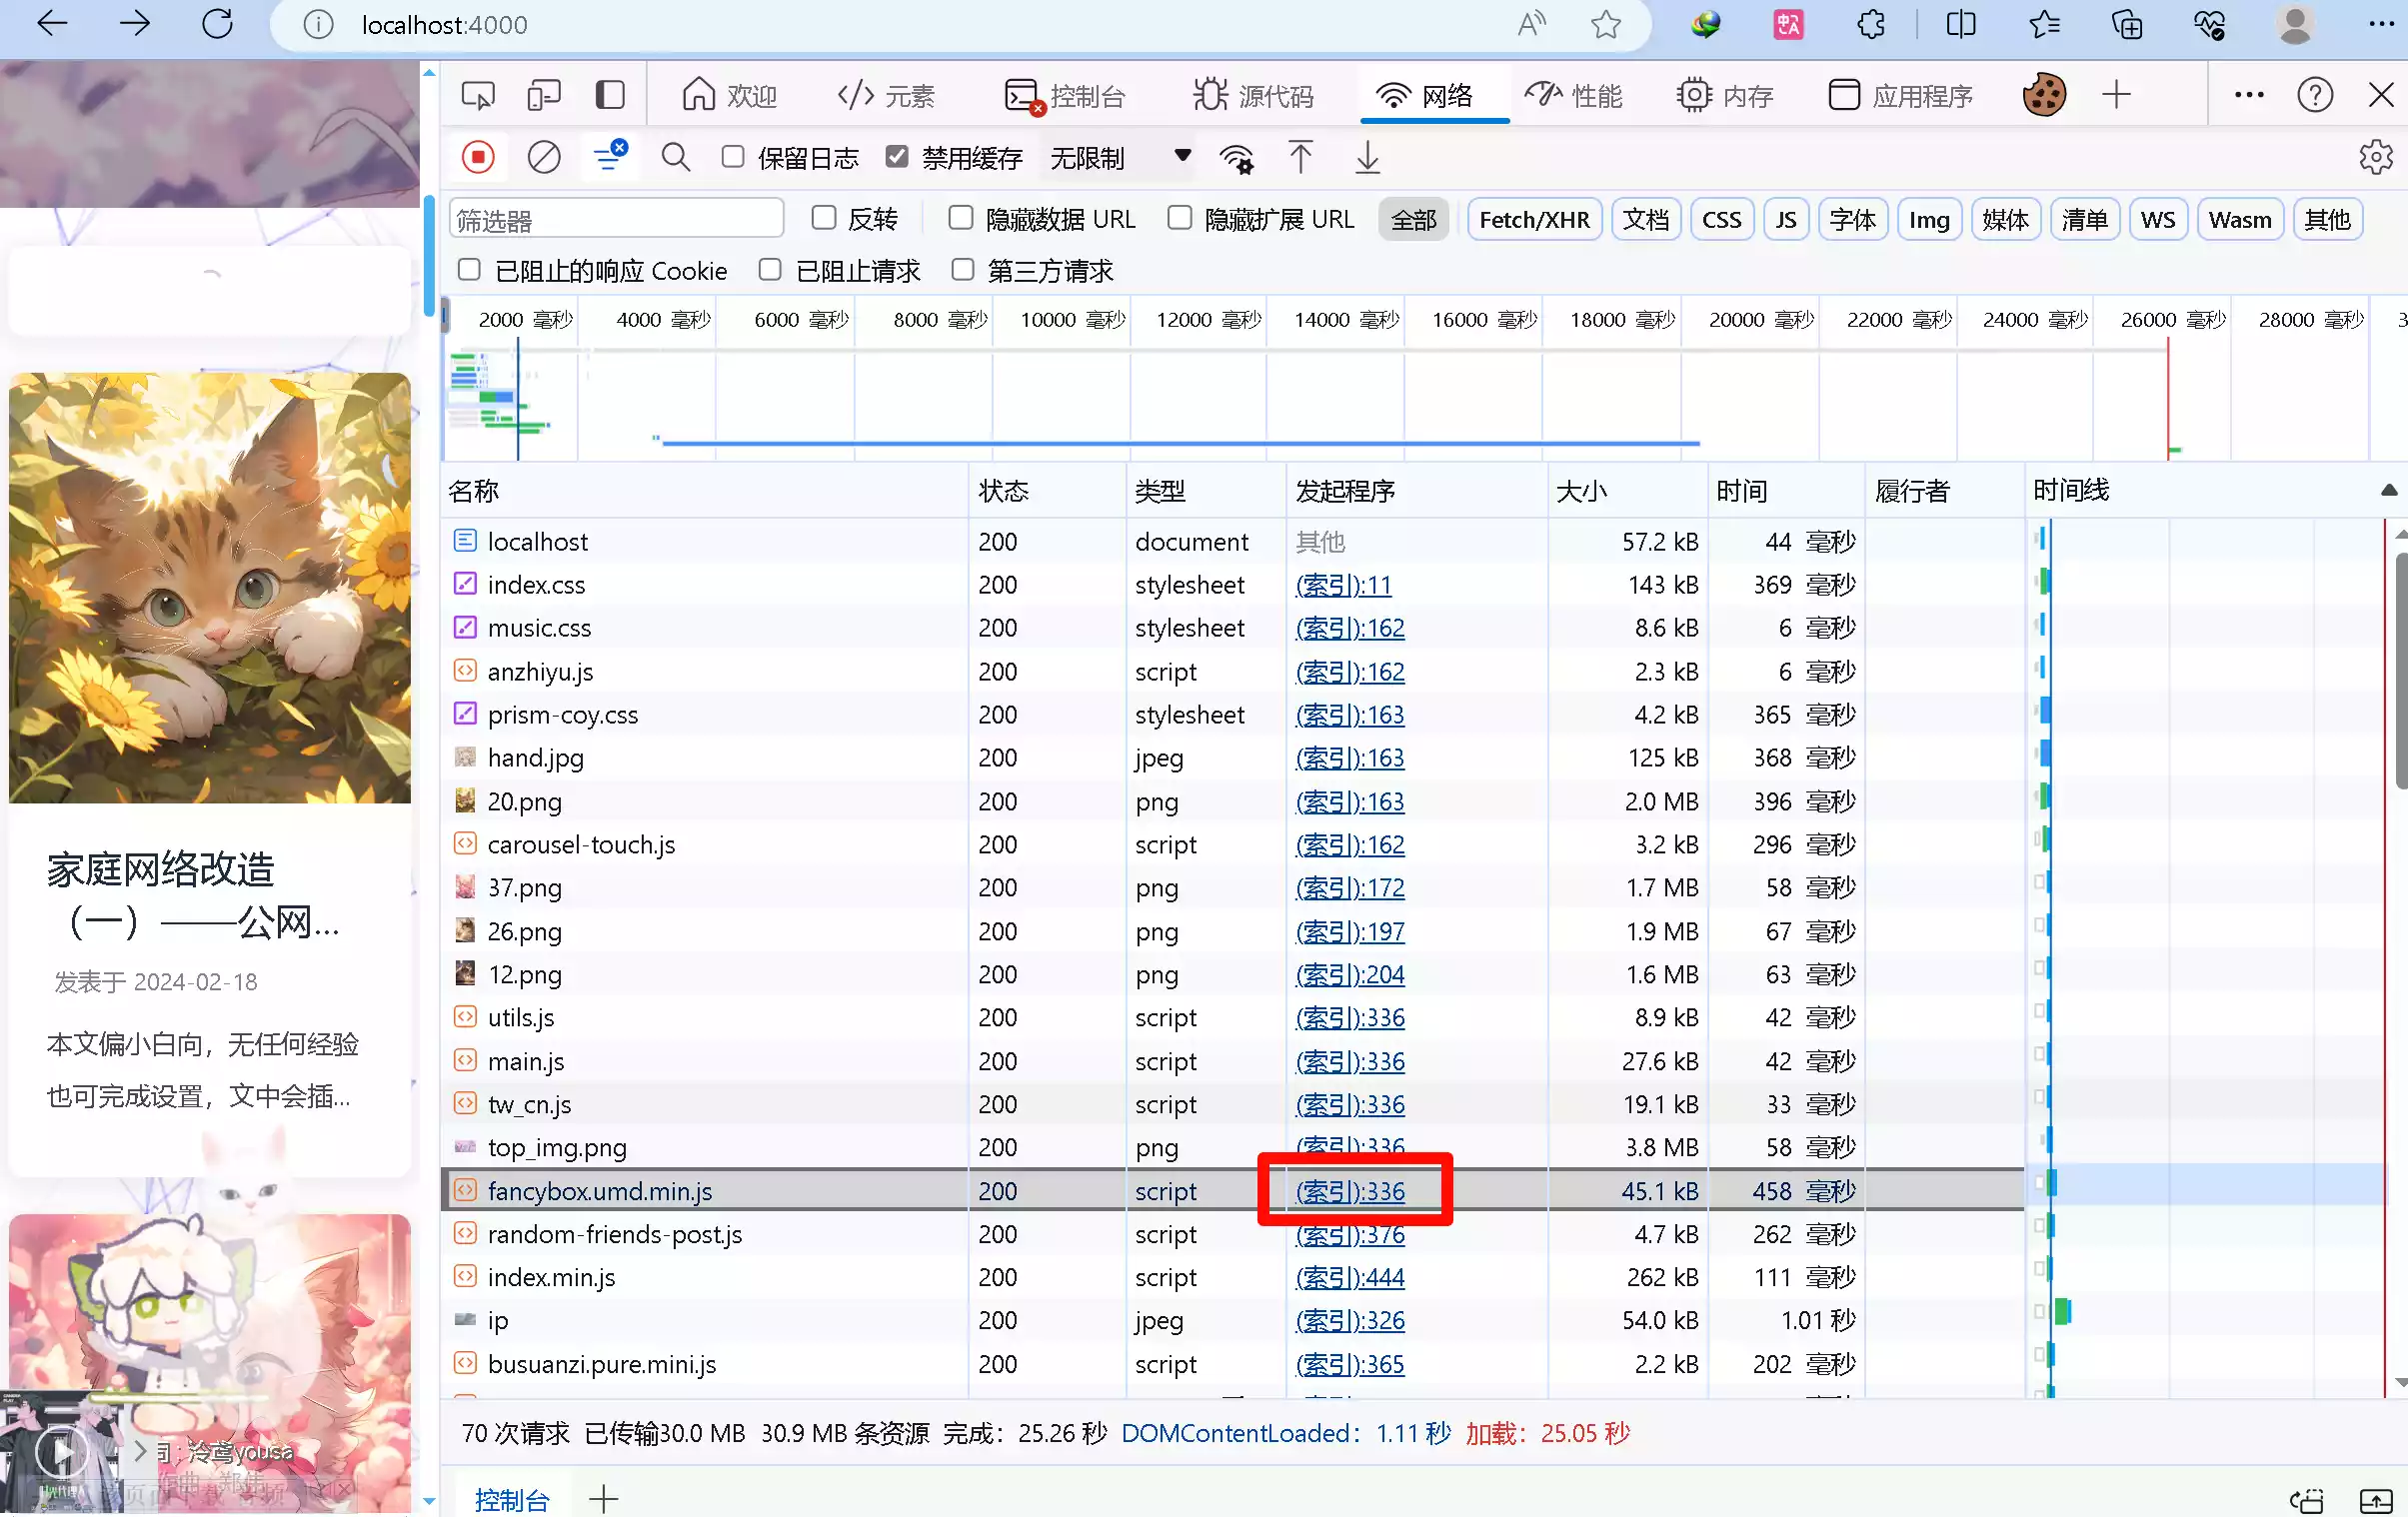 localhost:4000
欢迎
元素
控制台
源代码
网络
性能
内存
应用程序
保留日志
禁用缓存
无限制
筛选器
反转
隐藏数据 URL
隐藏扩展 URL
全部
Fetch/XHR
文档
CSS
JS
字体
Img
媒体
清单
WS
Wasm
其他
已阻止的响应 Cookie
已阻止请求
第三方请求
2000 毫秒
4000 毫秒
6000 毫秒
8000 毫秒
10000 毫秒
12000 毫秒
14000 毫秒
16000 毫秒
18000 毫秒
20000 毫秒
22000 毫秒
24000 毫秒
26000 毫秒
28000 毫秒
名称 状态 类型 发起程序 大小 时间 履行者 时间线
localhost 200 document 其他 57.2 kB 44 毫秒
index.css 200 stylesheet (索引):11 143 kB 369 毫秒
music.css 200 stylesheet (索引):162 8.6 kB 6 毫秒
anzhiyu.js 200 script (索引):162 2.3 kB 6 毫秒
prism-coy.css 200 stylesheet (索引):163 4.2 kB 365 毫秒
hand.jpg 200 jpeg (索引):163 125 kB 368 毫秒
20.png 200 png (索引):163 2.0 MB 396 毫秒
carousel-touch.js 200 script (索引):162 3.2 kB 296 毫秒
37.png 200 png (索引):172 1.7 MB 58 毫秒
26.png 200 png (索引):197 1.9 MB 67 毫秒
12.png 200 png (索引):204 1.6 MB 63 毫秒
utils.js 200 script (索引):336 8.9 kB 42 毫秒
main.js 200 script (索引):336 27.6 kB 42 毫秒
tw_cn.js 200 script (索引):336 19.1 kB 33 毫秒
top_img.png 200 png (索引):336 3.8 MB 58 毫秒
fancybox.umd.min.js 200 script (索引):336 45.1 kB 458 毫秒
random-friends-post.js 200 script (索引):376 4.7 kB 262 毫秒
index.min.js 200 script (索引):444 262 kB 111 毫秒
ip 200 jpeg (索引):326 54.0 kB 1.01 秒
busuanzi.pure.mini.js 200 script (索引):365 2.2 kB 202 毫秒
70 次请求 已传输30.0 MB 30.9 MB 条资源 完成：25.26 秒 DOMContentLoaded：1.11 秒 加载：25.05 秒
控制台
家庭网络改造
（一）——公网...
发表于 2024-02-18
本文偏小白向，无任何经验
也可完成设置，文中会插...
词：泠鸢yousa